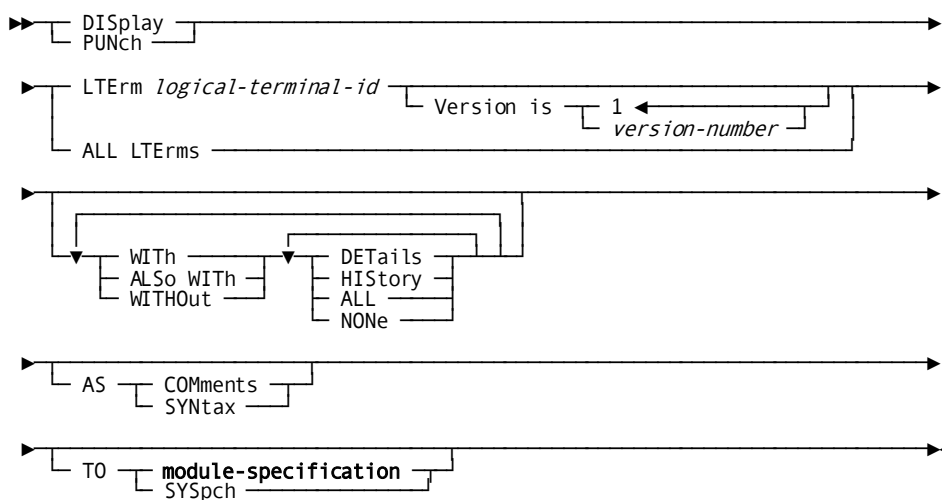 DISplay
PUNch
LTErm logical-terminal-id
Version is 1
version-number
ALL LTErms
WITh DETails
ALSo WITh HIStory
WITHOut ALL
NONe
AS COMments
SYNtax
TO module-specification
SYSpch